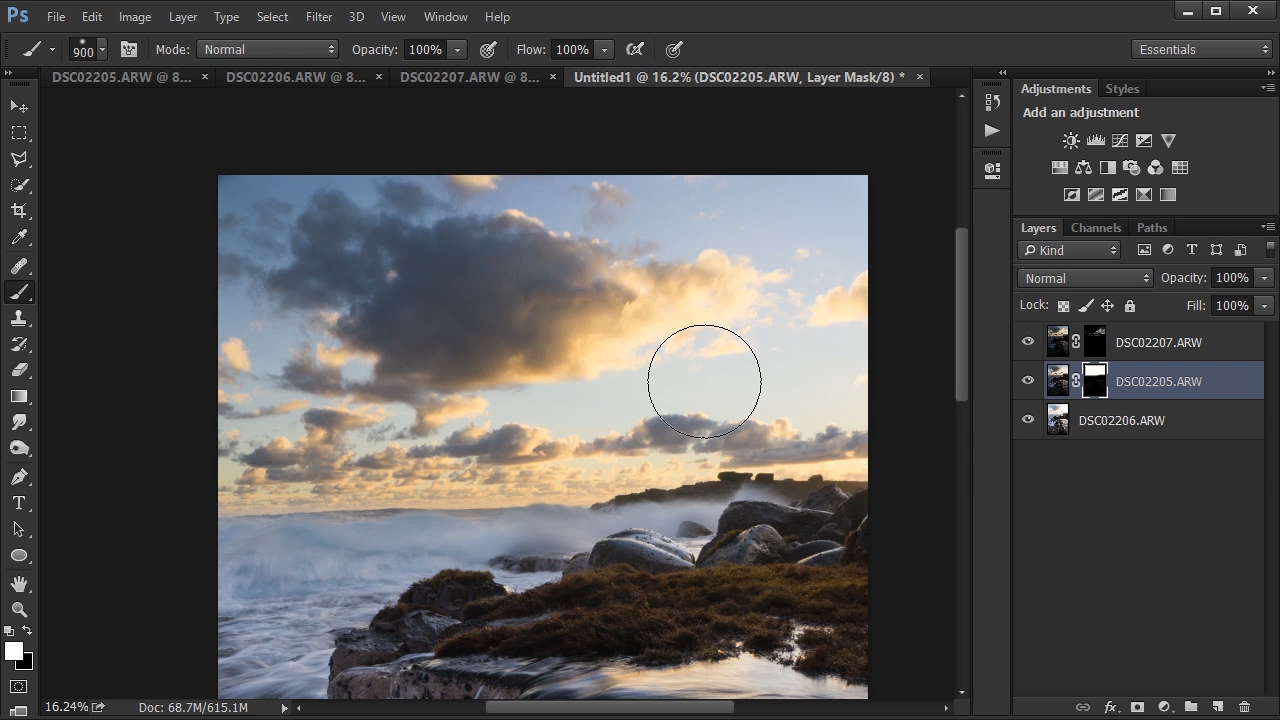 Ps File Edit Image Layer Type Select Filter 3D View Window Help
900 Mode: Normal Opacity: 100% Flow: 100% Essentials
DSC02205.ARW @ 8... × DSC02206.ARW @ 8... × DSC02207.ARW @ 8... × Untitled1 @ 16.2% (DSC02205.ARW, Layer Mask/8) * ×
Adjustments Styles
Add an adjustment
Layers Channels Paths
Kind
Normal Opacity: 100%
Lock: Fill: 100%
DSC02207.ARW
DSC02205.ARW
DSC02206.ARW
16.24% Doc: 68.7M/615.1M